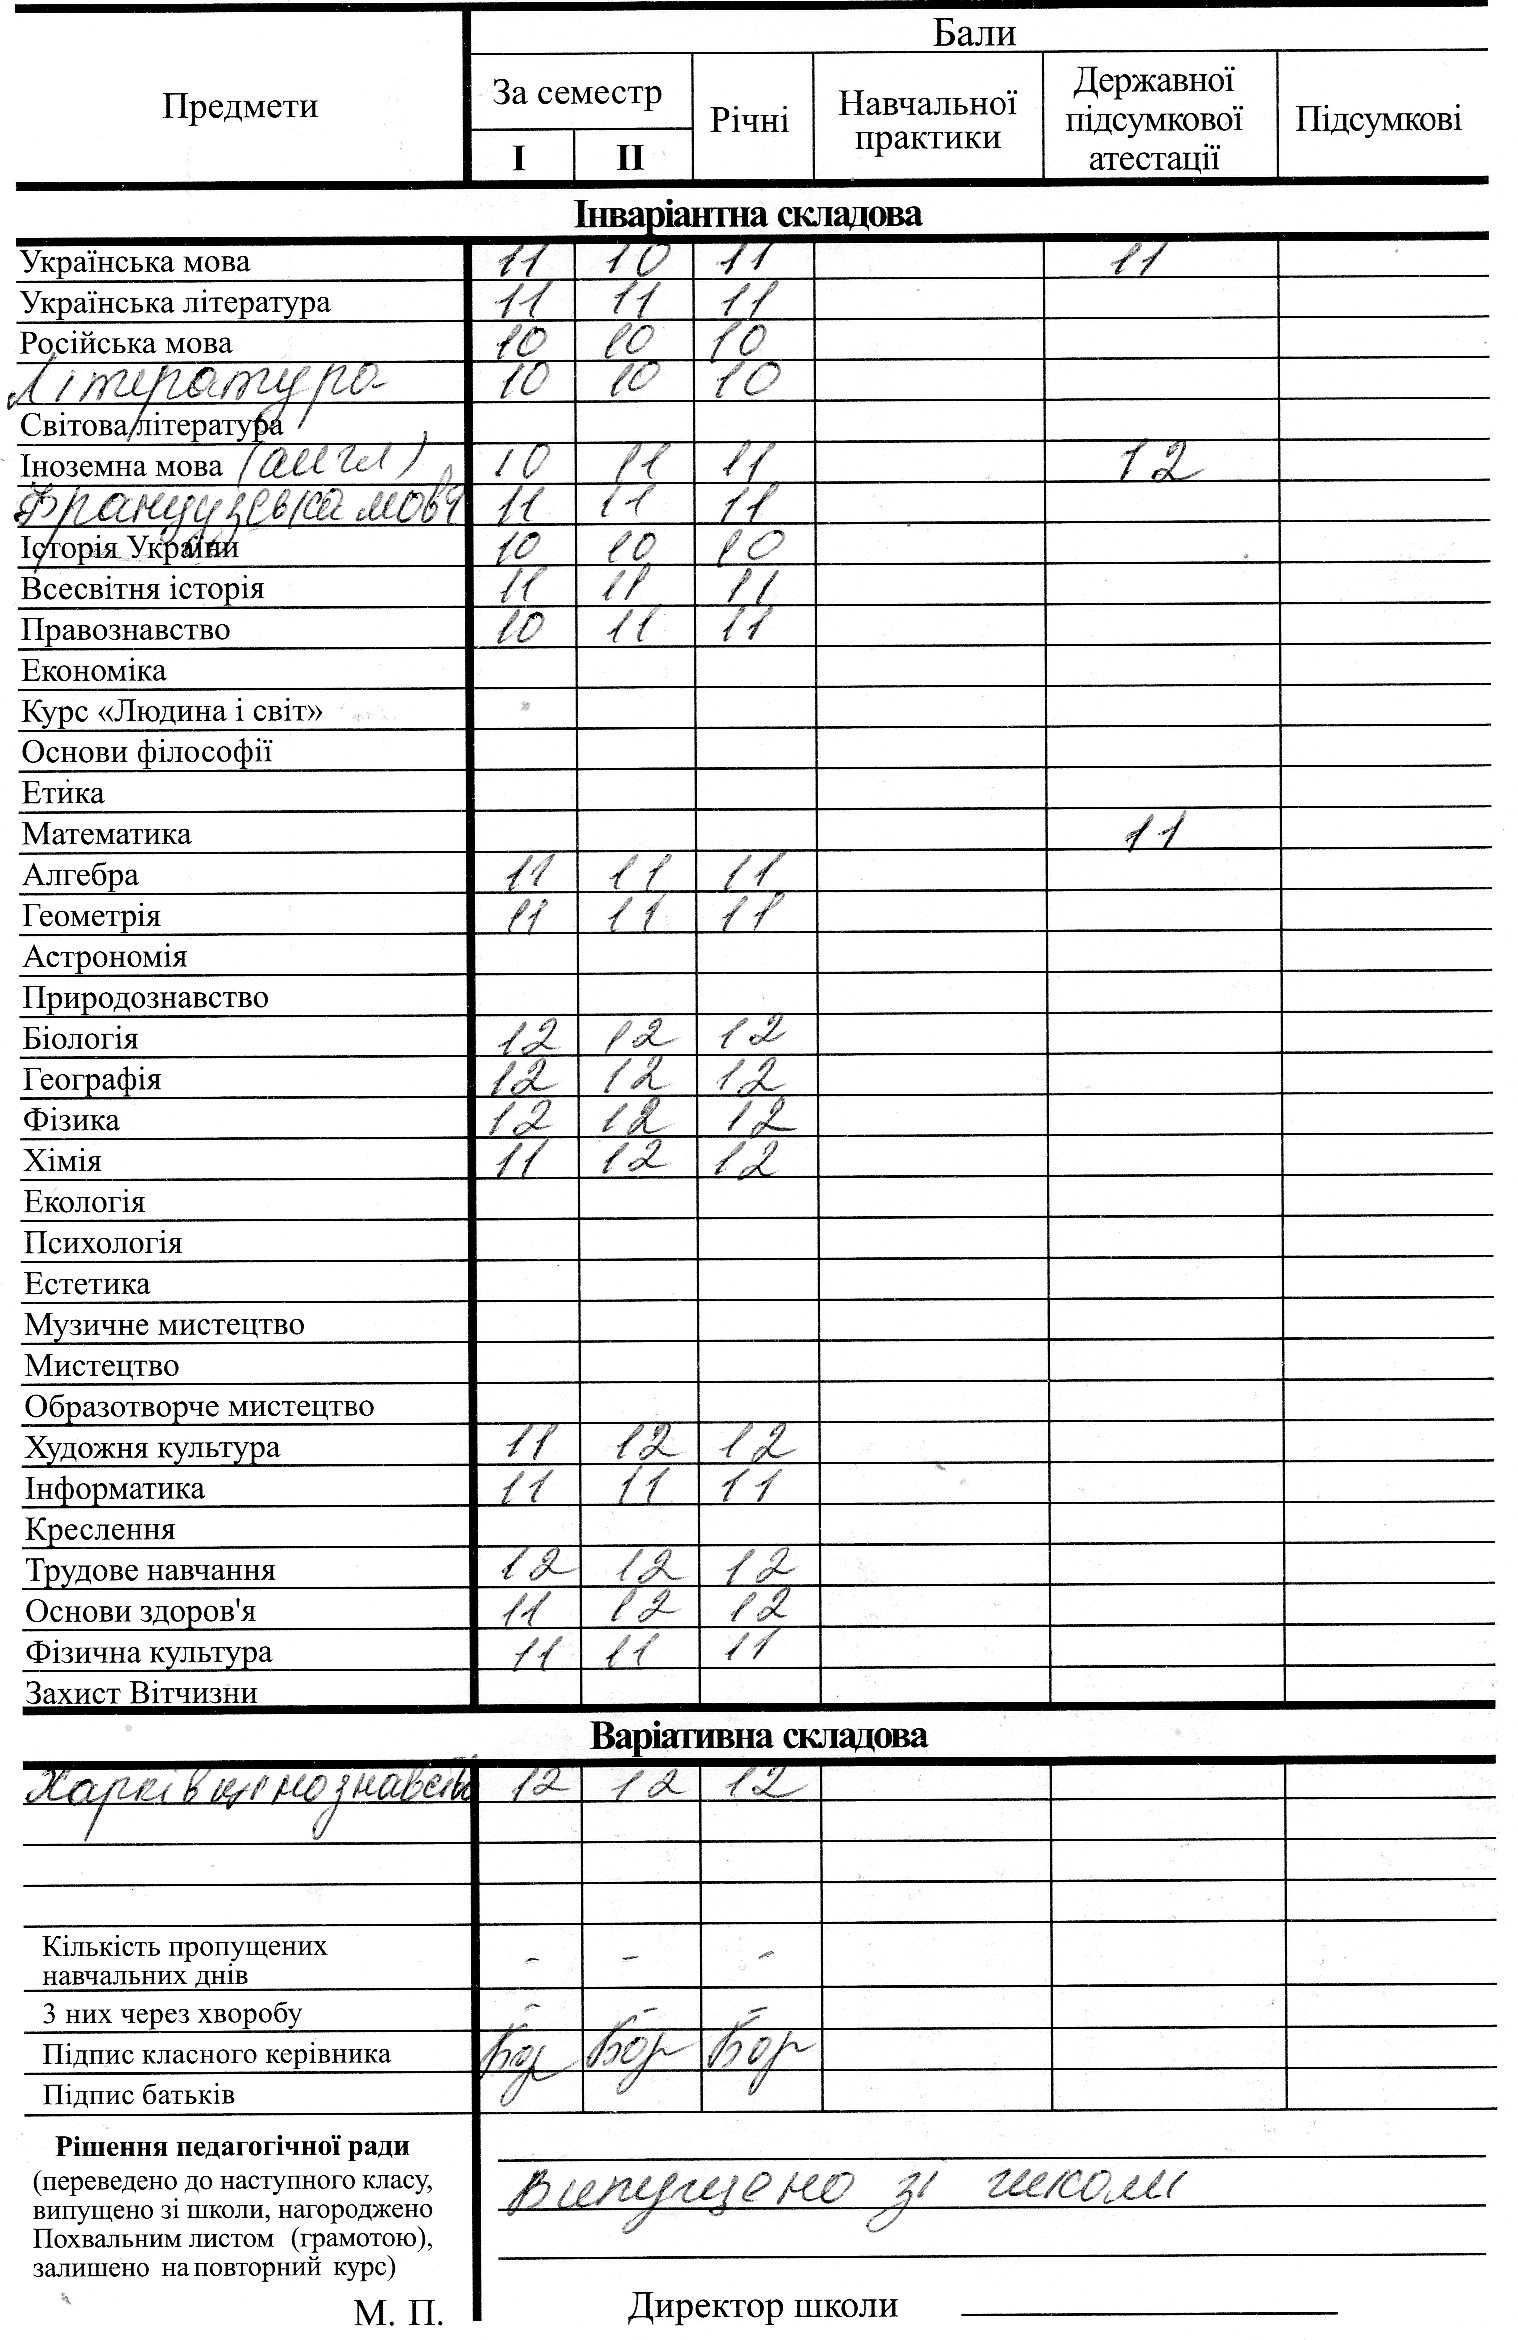 Предмети
Бали
За семестр
I
II
Річні
Навчальної
практики
Державної
підсумкової
атестації
Підсумкові
Інваріантна складова
Українська мова 11 10 11 11
Українська література 11 11 11
Російська мова 10 10 10
Література 10 10 10
Світова література
Іноземна мова (англ) 10 11 11 12
Французська мова 11 11 11
Історія України 10 10 10
Всесвітня історія 11 11 11
Правознавство 10 11 11
Економіка
Курс «Людина і світ»
Основи філософії
Етика
Математика 11
Алгебра 11 11 11
Геометрія 11 11 11
Астрономія
Природознавство
Біологія 12 12 12
Географія 12 12 12
Фізика 12 12 12
Хімія 11 12 12
Екологія
Психологія
Естетика
Музичне мистецтво
Мистецтво
Образотворче мистецтво
Художня культура 11 12 12
Інформатика 11 11 11
Креслення
Трудове навчання 12 12 12
Основи здоров'я 11 12 12
Фізична культура 11 11 11
Захист Вітчизни
Варіативна складова
Харківщинознавство 12 12 12
Кількість пропущених
навчальних днів - - -
З них через хворобу - - -
Підпис класного керівника Бор Бор Бор
Підпис батьків
Рішення педагогічної ради
(переведено до наступного класу,
випущено зі школи, нагороджено
Похвальним листом (грамотою),
залишено на повторний курс)
Випущено зі школи
М. П.
Директор школи